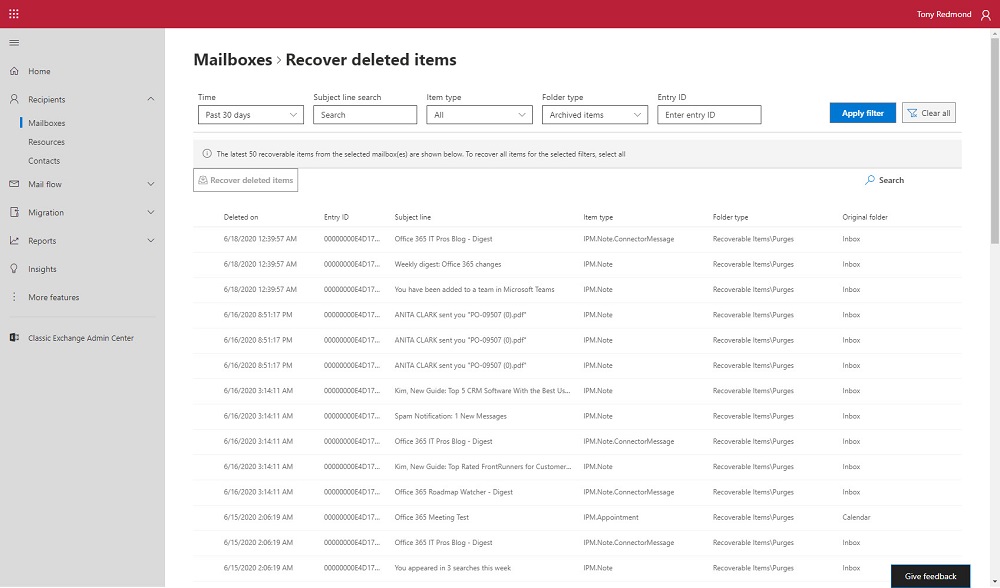 Tony Redmond
Home
Recipients
Mailboxes
Resources
Contacts
Mail flow
Migration
Reports
Insights
More features
Classic Exchange Admin Center
Mailboxes > Recover deleted items
Time Subject line search Item type Folder type Entry ID
Past 30 days Search All Archived items Enter entry ID Apply filter Clear all
The latest 50 recoverable items from the selected mailbox(es) are shown below. To recover all items for the selected filters, select all
Recover deleted items Search
Deleted on Entry ID Subject line Item type Folder type Original folder
6/18/2020 12:39:57 AM 00000000E4D17... Office 365 IT Pros Blog - Digest IPM.Note.ConnectorMessage Recoverable Items\Purges Inbox
6/18/2020 12:39:57 AM 00000000E4D17... Weekly digest: Office 365 changes IPM.Note Recoverable Items\Purges Inbox
6/18/2020 12:39:57 AM 00000000E4D17... You have been added to a team in Microsoft Teams IPM.Note Recoverable Items\Purges Inbox
6/16/2020 8:51:17 PM 00000000E4D17... ANITA CLARK sent you "PO-09507 (0).pdf" IPM.Note Recoverable Items\Purges Inbox
6/16/2020 8:51:17 PM 00000000E4D17... ANITA CLARK sent you "PO-09507 (0).pdf" IPM.Note Recoverable Items\Purges Inbox
6/16/2020 8:51:17 PM 00000000E4D17... ANITA CLARK sent you "PO-09507 (0).pdf" IPM.Note Recoverable Items\Purges Inbox
6/16/2020 3:14:11 AM 00000000E4D17... Kim, New Guide: Top 5 CRM Software With the Best Us... IPM.Note Recoverable Items\Purges Inbox
6/16/2020 3:14:11 AM 00000000E4D17... Spam Notification: 1 New Messages IPM.Note Recoverable Items\Purges Inbox
6/16/2020 3:14:11 AM 00000000E4D17... Office 365 IT Pros Blog - Digest IPM.Note.ConnectorMessage Recoverable Items\Purges Inbox
6/16/2020 3:14:11 AM 00000000E4D17... Kim, New Guide: Top Rated FrontRunners for Customer... IPM.Note Recoverable Items\Purges Inbox
6/16/2020 3:14:11 AM 00000000E4D17... Office 365 Roadmap Watcher - Digest IPM.Note.ConnectorMessage Recoverable Items\Purges Inbox
6/15/2020 2:06:19 AM 00000000E4D17... Office 365 Meeting Test IPM.Appointment Recoverable Items\Purges Calendar
6/15/2020 2:06:19 AM 00000000E4D17... Office 365 IT Pros Blog - Digest IPM.Note.ConnectorMessage Recoverable Items\Purges Inbox
6/15/2020 2:06:19 AM 00000000E4D17... You appeared in 3 searches this week IPM.Note Recoverable Items\Purges Inbox
Give feedback